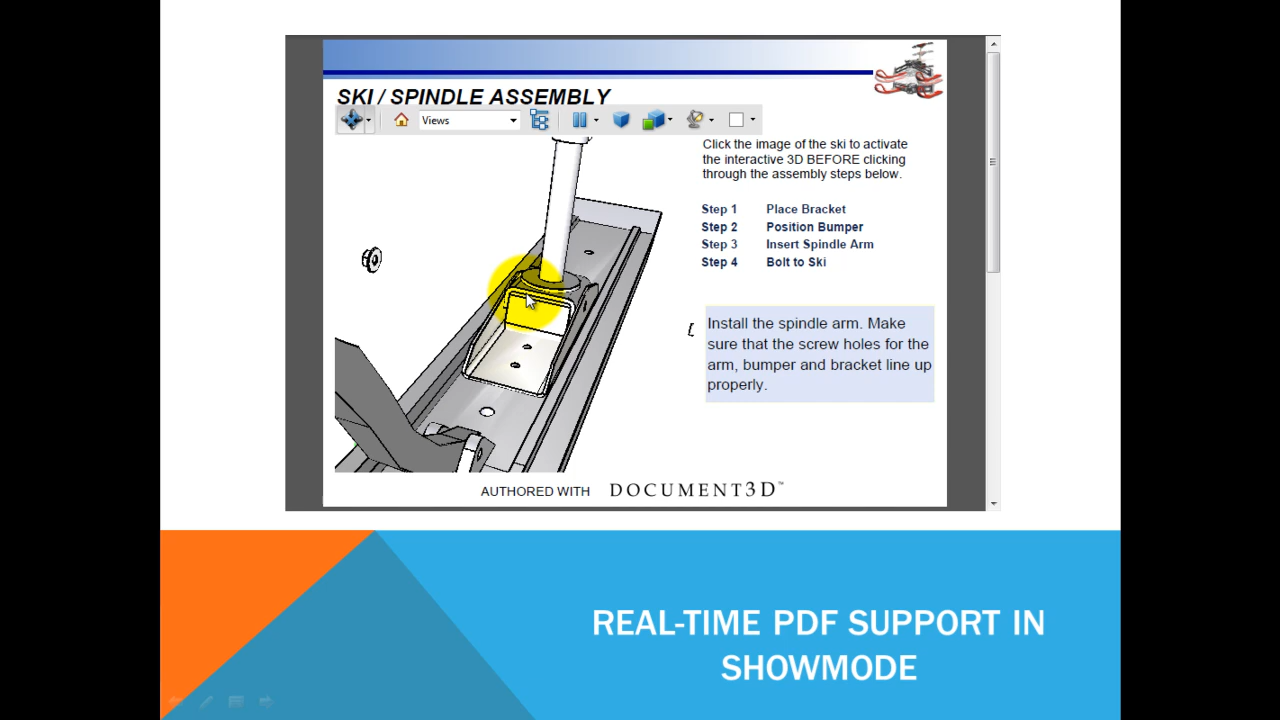 SKI / SPINDLE ASSEMBLY
Views
Click the image of the ski to activate
the interactive 3D BEFORE clicking
through the assembly steps below.
Step 1 Place Bracket
Step 2 Position Bumper
Step 3 Insert Spindle Arm
Step 4 Bolt to Ski
Install the spindle arm. Make
sure that the screw holes for the
arm, bumper and bracket line up
properly.
AUTHORED WITH DOCUMENT3D™
REAL-TIME PDF SUPPORT IN
SHOWMODE